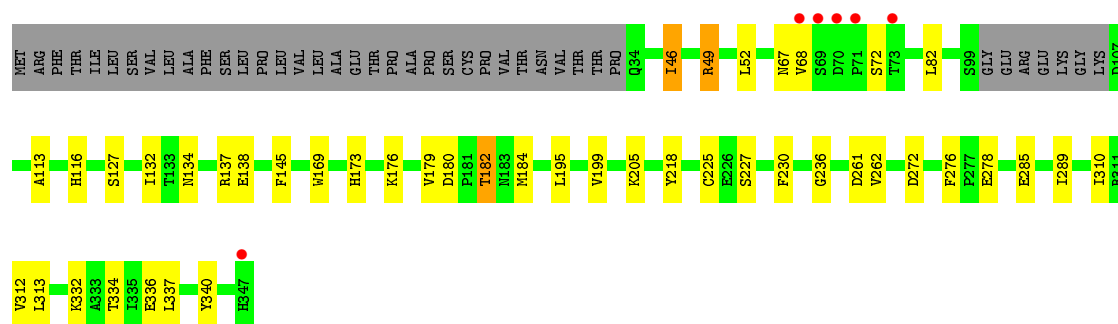 MET ARG PHE THR ILE LEU SER VAL LEU ALA PHE SER LEU PRO LEU VAL LEU ALA GLU THR PRO ALA PRO SER CYS PRO VAL THR ASN VAL THR THR PRO Q34 I46 R49 L52 N67 V68 S69 D70 P71 S72 T73 L82 S99 GLY GLU ARG GLU LYS GLY LYS D107
A113 H116 S127 I132 T133 N134 R137 E138 F145 W169 H173 K176 V179 D180 P181 T182 N183 M184 L195 V199 K205 Y218 C225 E226 S227 F230 G236 D261 V262 D272 F276 P277 E278 E285 I289 I310 P311
V312 L313 K332 A333 T334 I335 E336 L337 Y340 H347